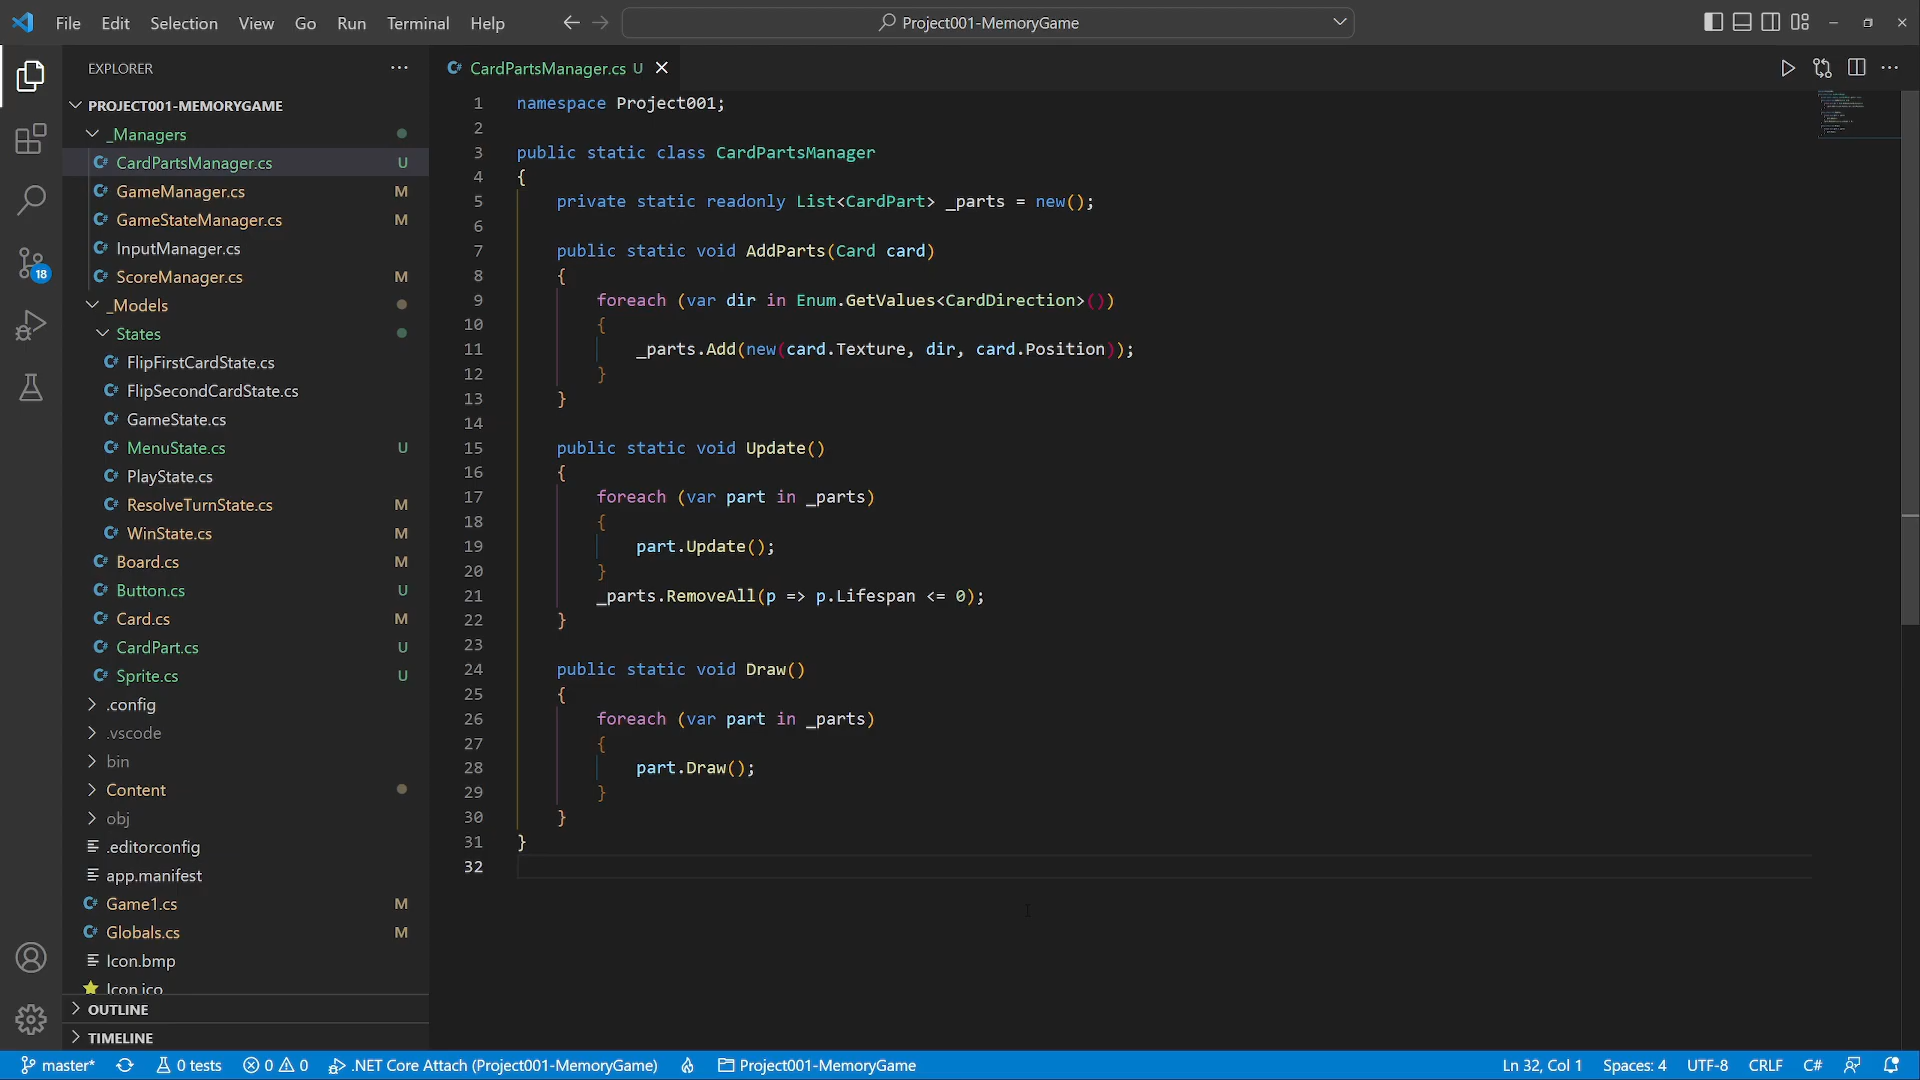 File Edit Selection View Go Run Terminal Help
Project001-MemoryGame
EXPLORER
PROJECT001-MEMORYGAME
_Managers
CardPartsManager.cs U
GameManager.cs M
GameStateManager.cs M
InputManager.cs
ScoreManager.cs M
_Models
States
FlipFirstCardState.cs
FlipSecondCardState.cs
GameState.cs
MenuState.cs U
PlayState.cs
ResolveTurnState.cs M
WinState.cs M
Board.cs M
Button.cs U
Card.cs M
CardPart.cs U
Sprite.cs U
.config
.vscode
bin
Content
obj
.editorconfig
app.manifest
Game1.cs M
Globals.cs M
Icon.bmp
Icon.ico
OUTLINE
TIMELINE
18
CardPartsManager.cs U
1 namespace Project001;
2
3 public static class CardPartsManager
4 {
5 private static readonly List<CardPart> _parts = new();
6
7 public static void AddParts(Card card)
8 {
9 foreach (var dir in Enum.GetValues<CardDirection>())
10 {
11 _parts.Add(new(card.Texture, dir, card.Position));
12 }
13 }
14
15 public static void Update()
16 {
17 foreach (var part in _parts)
18 {
19 part.Update();
20 }
21 _parts.RemoveAll(p => p.Lifespan <= 0);
22 }
23
24 public static void Draw()
25 {
26 foreach (var part in _parts)
27 {
28 part.Draw();
29 }
30 }
31 }
32
master* 0 tests 0 0 .NET Core Attach (Project001-MemoryGame) Project001-MemoryGame Ln 32, Col 1 Spaces: 4 UTF-8 CRLF C#